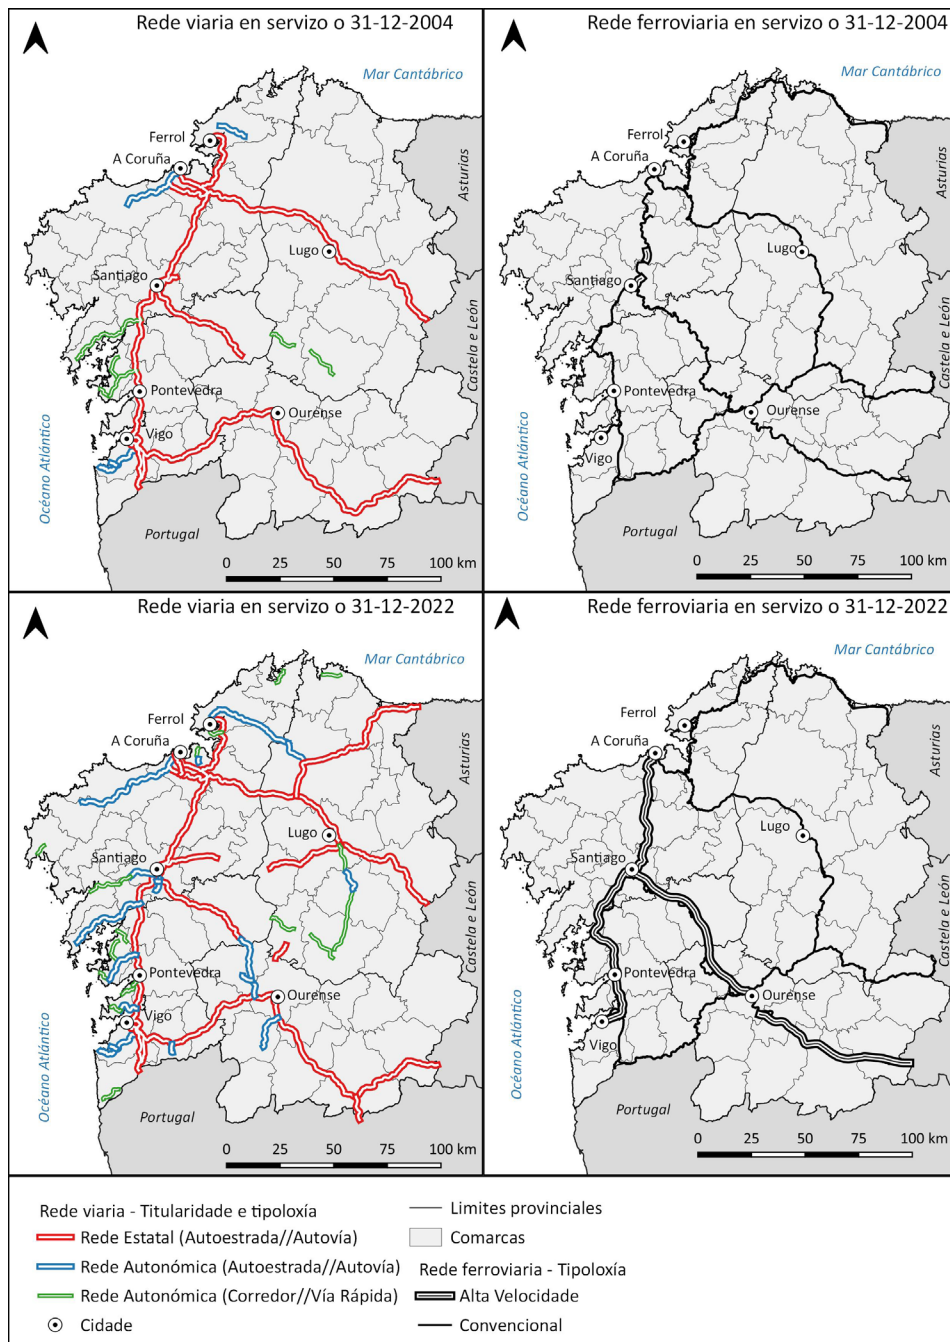 Rede viaria en servizo o 31-12-2004
Mar Cantábrico
Ferrol
A Coruña
Asturias
Lugo
Santiago
Castela e León
Pontevedra
Ourense
Vigo
Océano Atlántico
Portugal
0 25 50 75 100 km
Rede ferroviaria en servizo o 31-12-2004
Mar Cantábrico
Ferrol
A Coruña
Asturias
Lugo
Santiago
Castela e León
Pontevedra
Ourense
Vigo
Océano Atlántico
Portugal
0 25 50 75 100 km
Rede viaria en servizo o 31-12-2022
Mar Cantábrico
Ferrol
A Coruña
Asturias
Lugo
Santiago
Castela e León
Pontevedra
Ourense
Vigo
Océano Atlántico
Portugal
0 25 50 75 100 km
Rede ferroviaria en servizo o 31-12-2022
Mar Cantábrico
Ferrol
A Coruña
Asturias
Lugo
Santiago
Castela e León
Pontevedra
Ourense
Vigo
Océano Atlántico
Portugal
0 25 50 75 100 km
Rede viaria - Titularidade e tipoloxía
Rede Estatal (Autoestrada//Autovía)
Rede Autonómica (Autoestrada//Autovía)
Rede Autonómica (Corredor//Vía Rápida)
Cidade
Limites provinciales
Comarcas
Rede ferroviaria - Tipoloxía
Alta Velocidade
Convencional